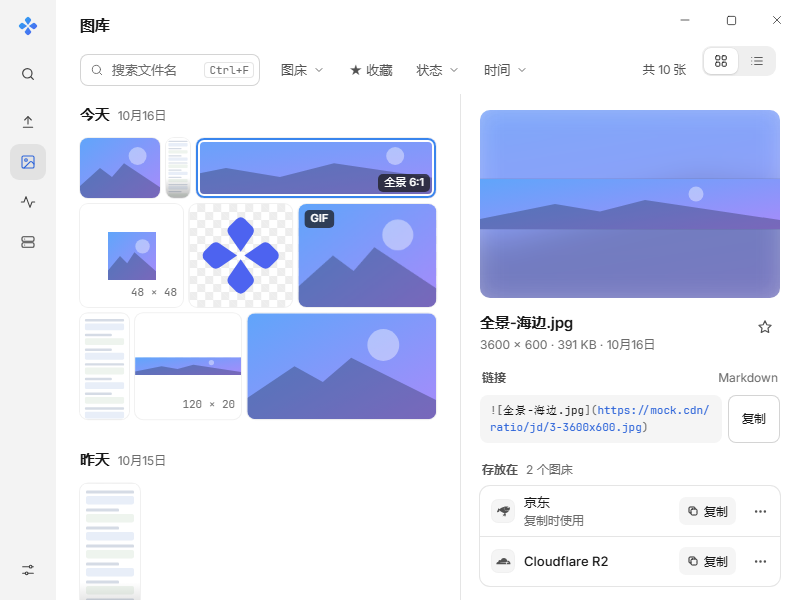 图库
搜索文件名 Ctrl+F
图床
★ 收藏
状态
时间
共 10 张
今天 10月16日
全景 6:1
48 × 48
GIF
120 × 20
昨天 10月15日
全景-海边.jpg
3600 × 600 · 391 KB · 10月16日
链接 Markdown
![全景-海边.jpg](https://mock.cdn/
ratio/jd/3-3600x600.jpg)
复制
存放在 2 个图床
京东
复制时使用
复制
Cloudflare R2
复制